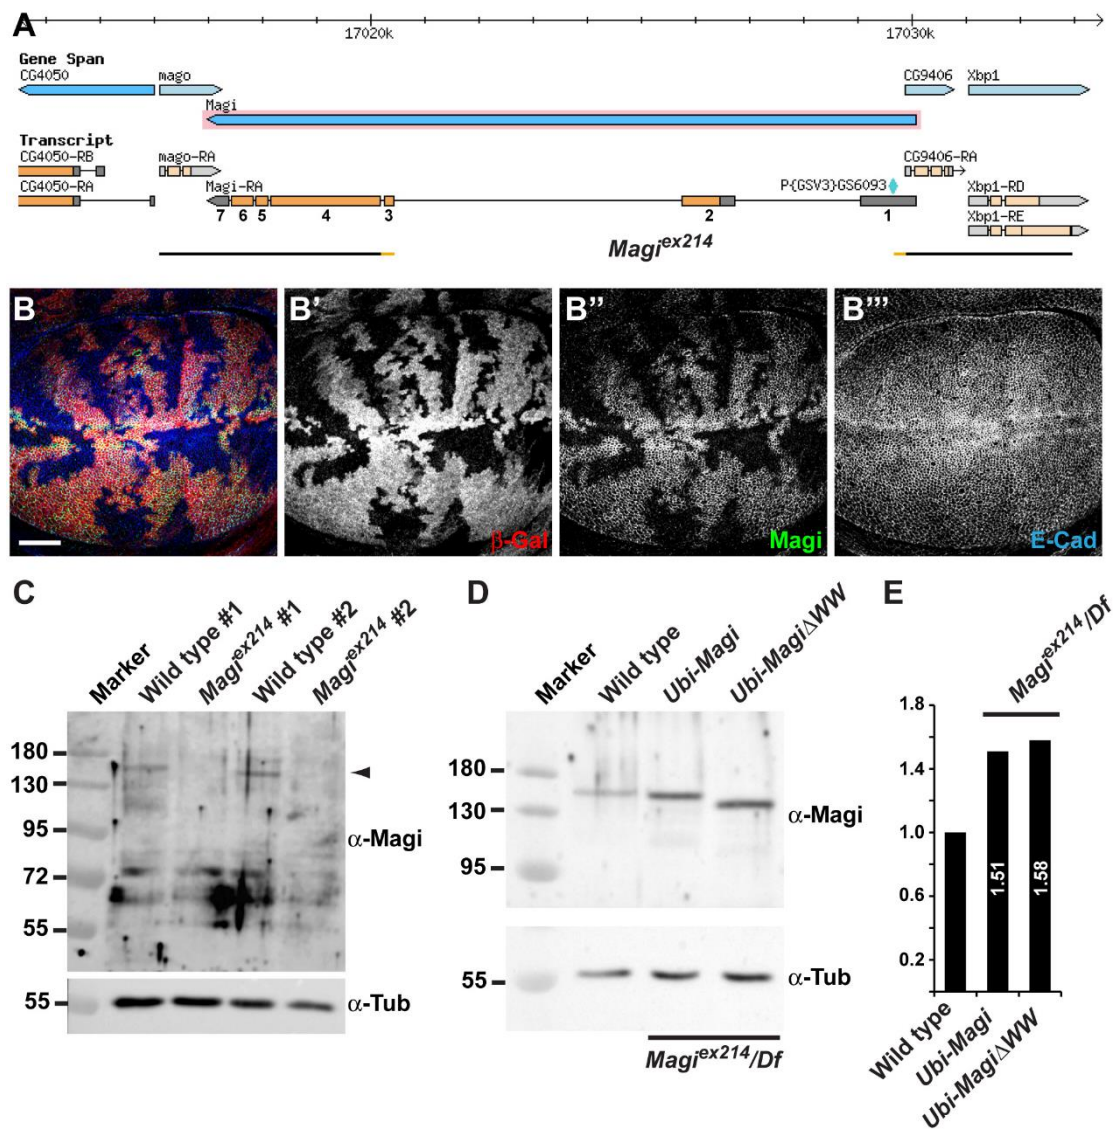 A
17020k 17030k
Gene Span
CG4050 mago CG9406 Xbp1
Magi
Transcript
CG4050-RB mago-RA CG9406-RA
CG4050-RA Magi-RA P{GSV3}GS6093 Xbp1-RD
7 6 5 4 3 2 1 Xbp1-RE
Magi^ex214
B B' B'' B'''
β-Gal Magi E-Cad
C
Marker
Wild type #1
Magi^ex214 #1
Wild type #2
Magi^ex214 #2
180
130
95
α-Magi
72
55
55 α-Tub
D
Marker
Wild type
Ubi-Magi
Ubi-MagiΔWW
180
130
α-Magi
95
55 α-Tub
Magi^ex214/Df
E
Magi^ex214/Df
1.8
1.4
1.0
0.6
0.2
1.51
1.58
Wild type
Ubi-Magi
Ubi-MagiΔWW